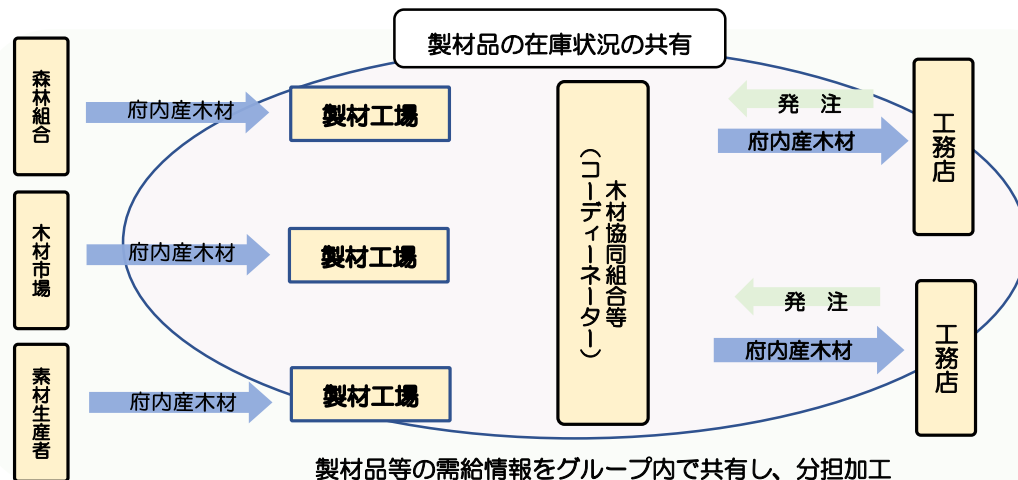 製材品の在庫状況の共有
森林組合
府内産木材
製材工場
木材市場
府内産木材
製材工場
素材生産者
府内産木材
製材工場
木材協同組合等
（コーディネーター）
発　注
府内産木材
工務店
発　注
府内産木材
工務店
製材品等の需給情報をグループ内で共有し、分担加工